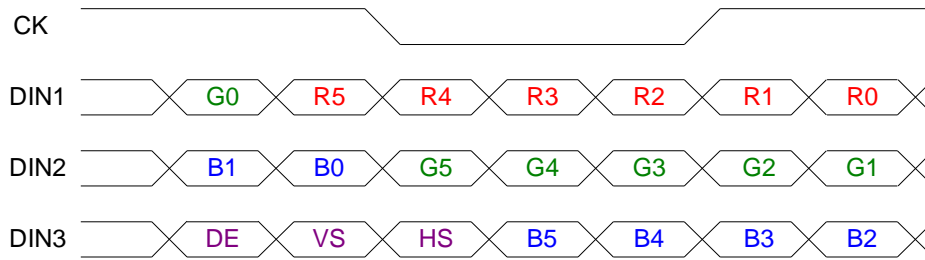 CK
DIN1 G0 R5 R4 R3 R2 R1 R0
DIN2 B1 B0 G5 G4 G3 G2 G1
DIN3 DE VS HS B5 B4 B3 B2